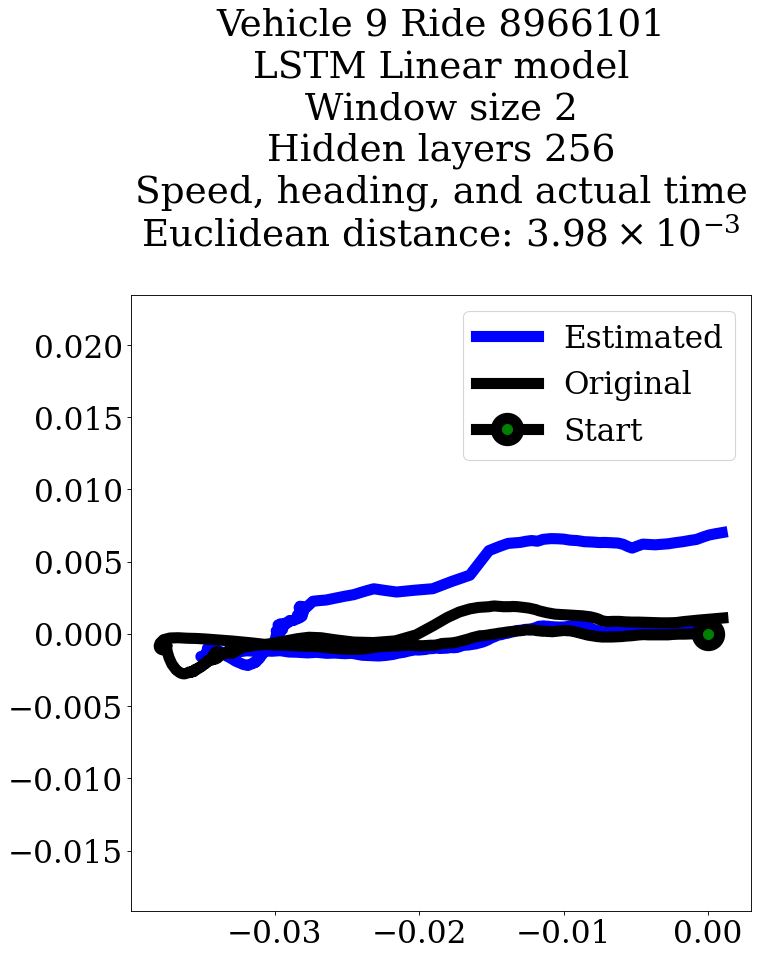 Vehicle 9 Ride 8966101
LSTM Linear model
Window size 2
Hidden layers 256
Speed, heading, and actual time
Euclidean distance: 3.98 × 10⁻³
Estimated
Original
Start
0.020
0.015
0.010
0.005
0.000
−0.005
−0.010
−0.015
−0.03 −0.02 −0.01 0.00